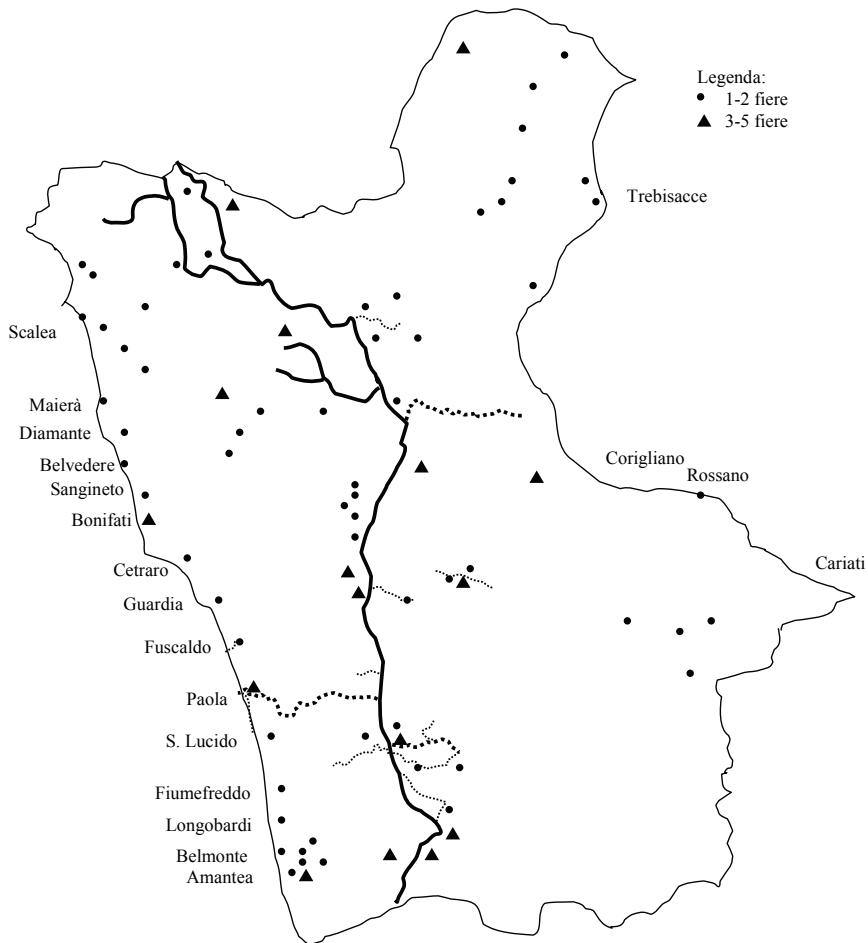 Legenda:
1-2 fiere
3-5 fiere
Trebisacce
Scalea
Maierà
Diamante
Belvedere
Sangineto
Bonifati
Corigliano
Rossano
Cetraro
Cariati
Guardia
Fuscaldo
Paola
S. Lucido
Fiumefreddo
Longobardi
Belmonte
Amantea